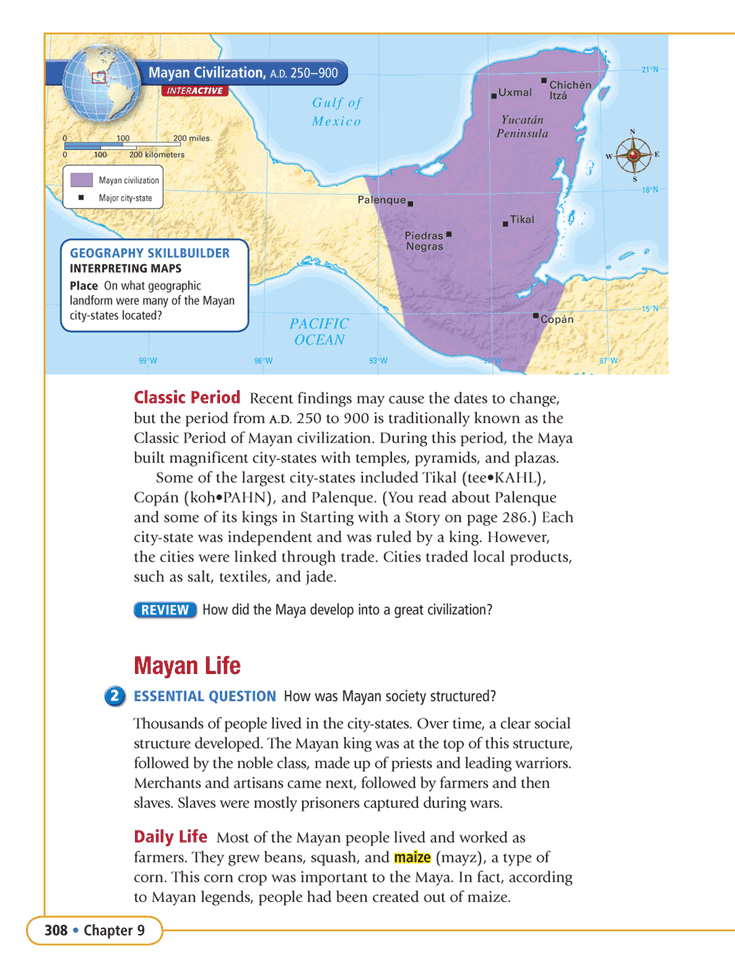 Mayan Civilization, A.D. 250–900
INTERACTIVE
0 100 200 miles
0 100 200 kilometers
Mayan civilization
Major city-state
GEOGRAPHY SKILLBUILDER
INTERPRETING MAPS
Place On what geographic
landform were many of the Mayan
city-states located?
Gulf of
Mexico
PACIFIC
OCEAN
Uxmal
Chichén
Itzá
Yucatán
Peninsula
Palenque
Piedras
Negras
Tikal
Copán
N
W
E
S
21°N
18°N
15°N
99°W
96°W
93°W
87°W
Classic Period Recent findings may cause the dates to change,
but the period from A.D. 250 to 900 is traditionally known as the
Classic Period of Mayan civilization. During this period, the Maya
built magnificent city-states with temples, pyramids, and plazas.
Some of the largest city-states included Tikal (tee•KAHL),
Copán (koh•PAHN), and Palenque. (You read about Palenque
and some of its kings in Starting with a Story on page 286.) Each
city-state was independent and was ruled by a king. However,
the cities were linked through trade. Cities traded local products,
such as salt, textiles, and jade.
REVIEW How did the Maya develop into a great civilization?
Mayan Life
2 ESSENTIAL QUESTION How was Mayan society structured?
Thousands of people lived in the city-states. Over time, a clear social
structure developed. The Mayan king was at the top of this structure,
followed by the noble class, made up of priests and leading warriors.
Merchants and artisans came next, followed by farmers and then
slaves. Slaves were mostly prisoners captured during wars.
Daily Life Most of the Mayan people lived and worked as
farmers. They grew beans, squash, and maize (mayz), a type of
corn. This corn crop was important to the Maya. In fact, according
to Mayan legends, people had been created out of maize.
308 • Chapter 9